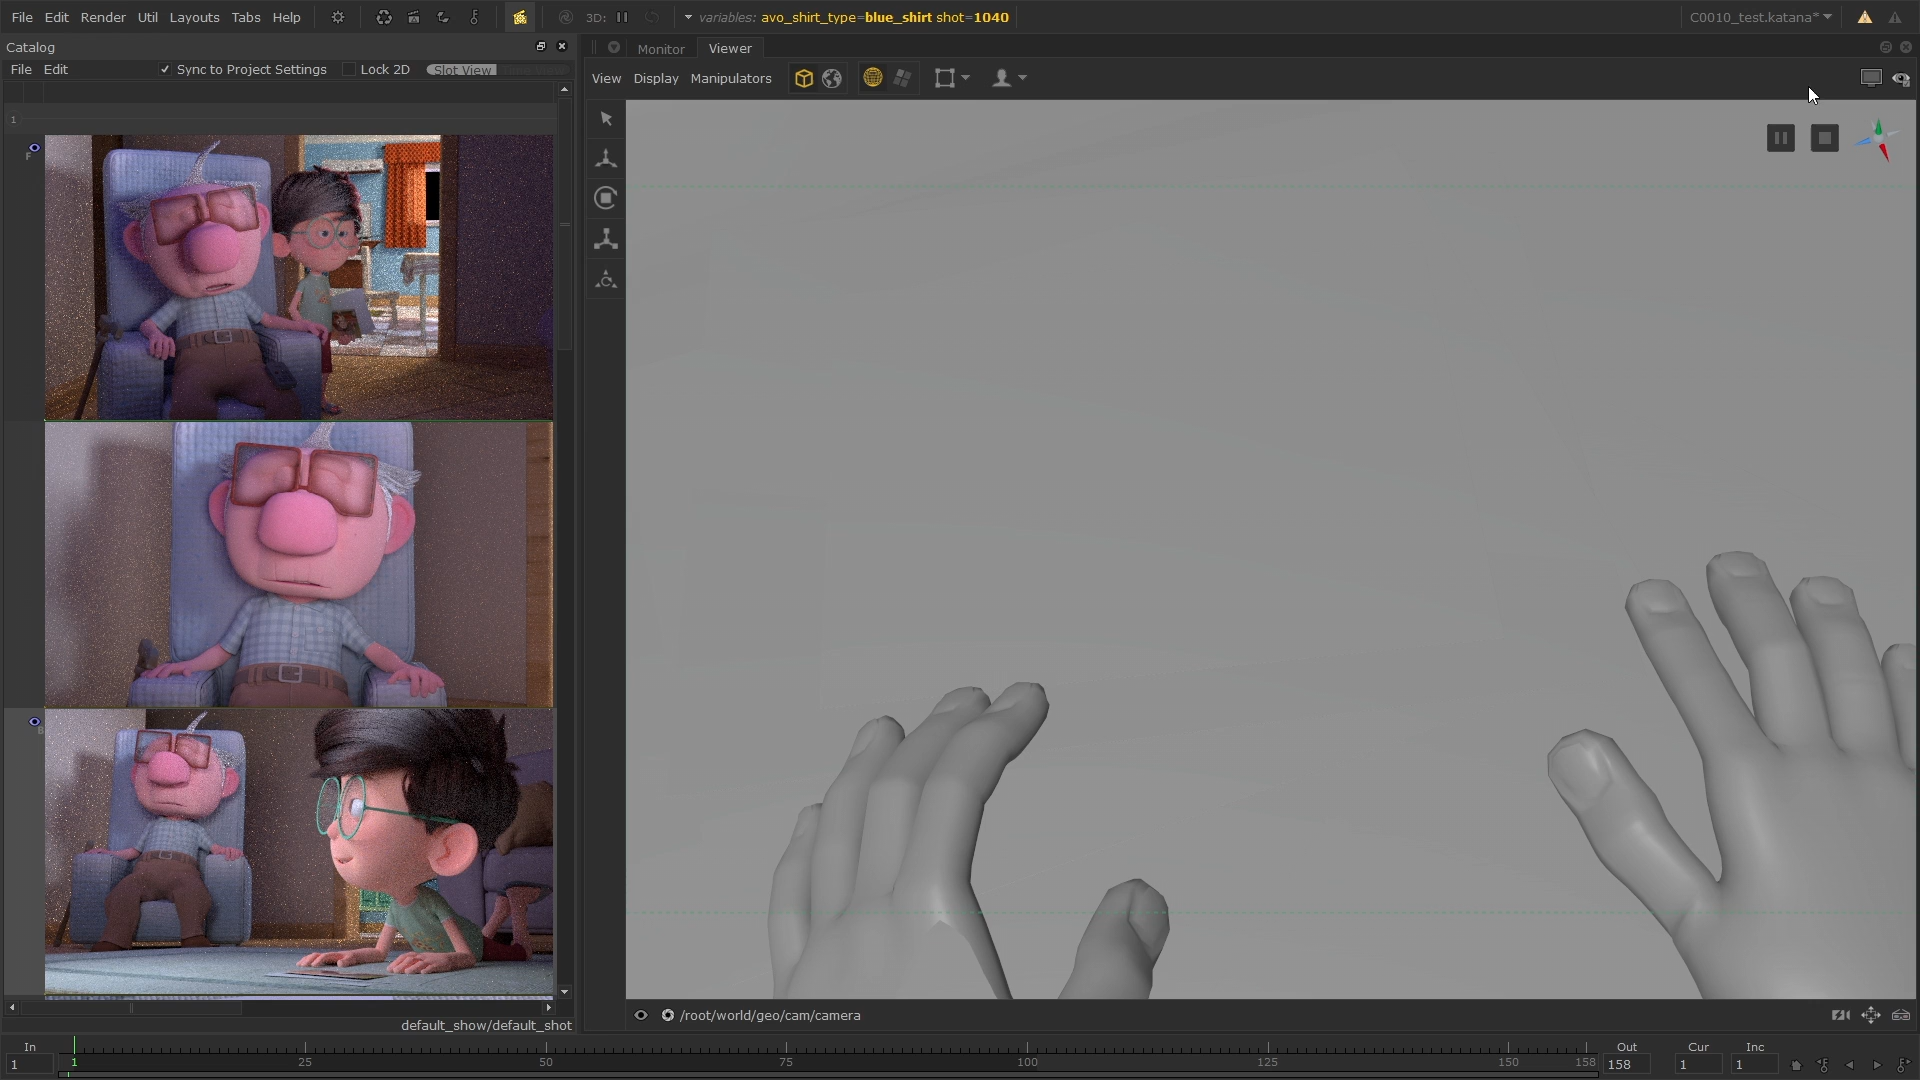 File Edit Render Util Layouts Tabs Help 3D: variables: avo_shirt_type=blue_shirt shot=1040 C0010_test.katana*
Catalog
Monitor Viewer
File Edit Sync to Project Settings Lock 2D Slot View
View Display Manipulators
1
F
B
/root/world/geo/cam/camera
default_show/default_shot
In Out Cur Inc
1 1 25 50 75 100 125 150 158 158 1 1